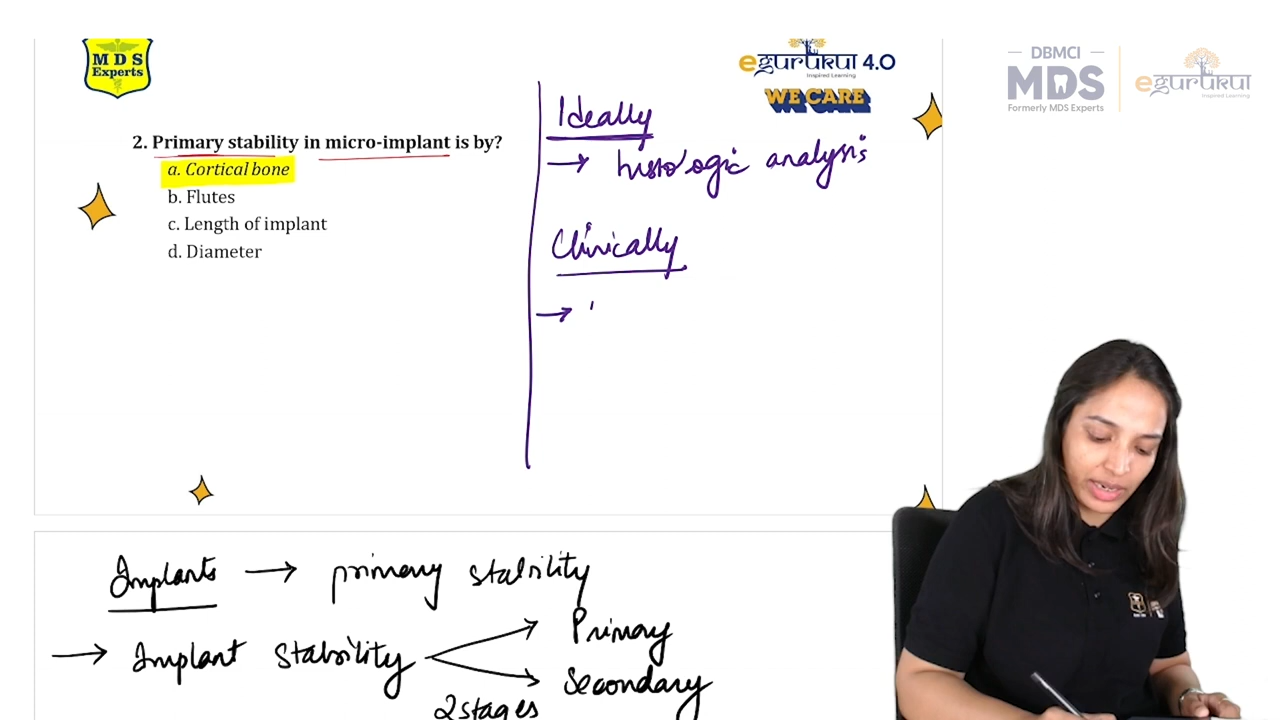 MDS
Experts
egurukul 4.0
Inspired Learning
WE CARE
DBMCI
MDS
Formerly MDS Experts
egurukul
Inspired Learning
2. Primary stability in micro-implant is by?
a. Cortical bone
b. Flutes
c. Length of implant
d. Diameter
Ideally
→ histologic analysis
Clinically
→
Implants → primary stability
→ Implant stability
Primary
Secondary
2 stages